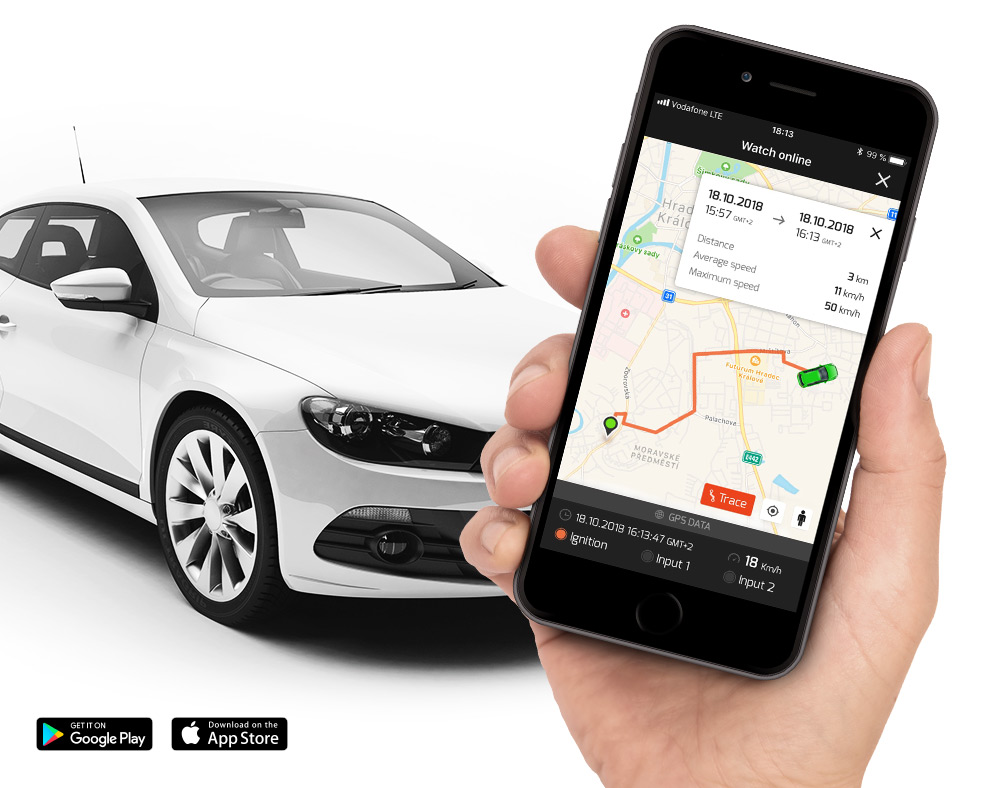 Vodafone LTE
18:13
99 %
Watch online
18.10.2018
15:57 GMT+2
18.10.2018
16:13 GMT+2
Distance
3 km
Average speed
11 km/h
Maximum speed
50 km/h
Hrad
Králo
31
11
Futurum Hradec
Králové
Palachova
MORAVSKÉ
PŘEDMĚSTÍ
E442
Trace
GPS DATA
18.10.2018 16:13:47 GMT+2
18 Km/h
Ignition
Input 1
Input 2
GET IT ON
Google Play
Download on the
App Store